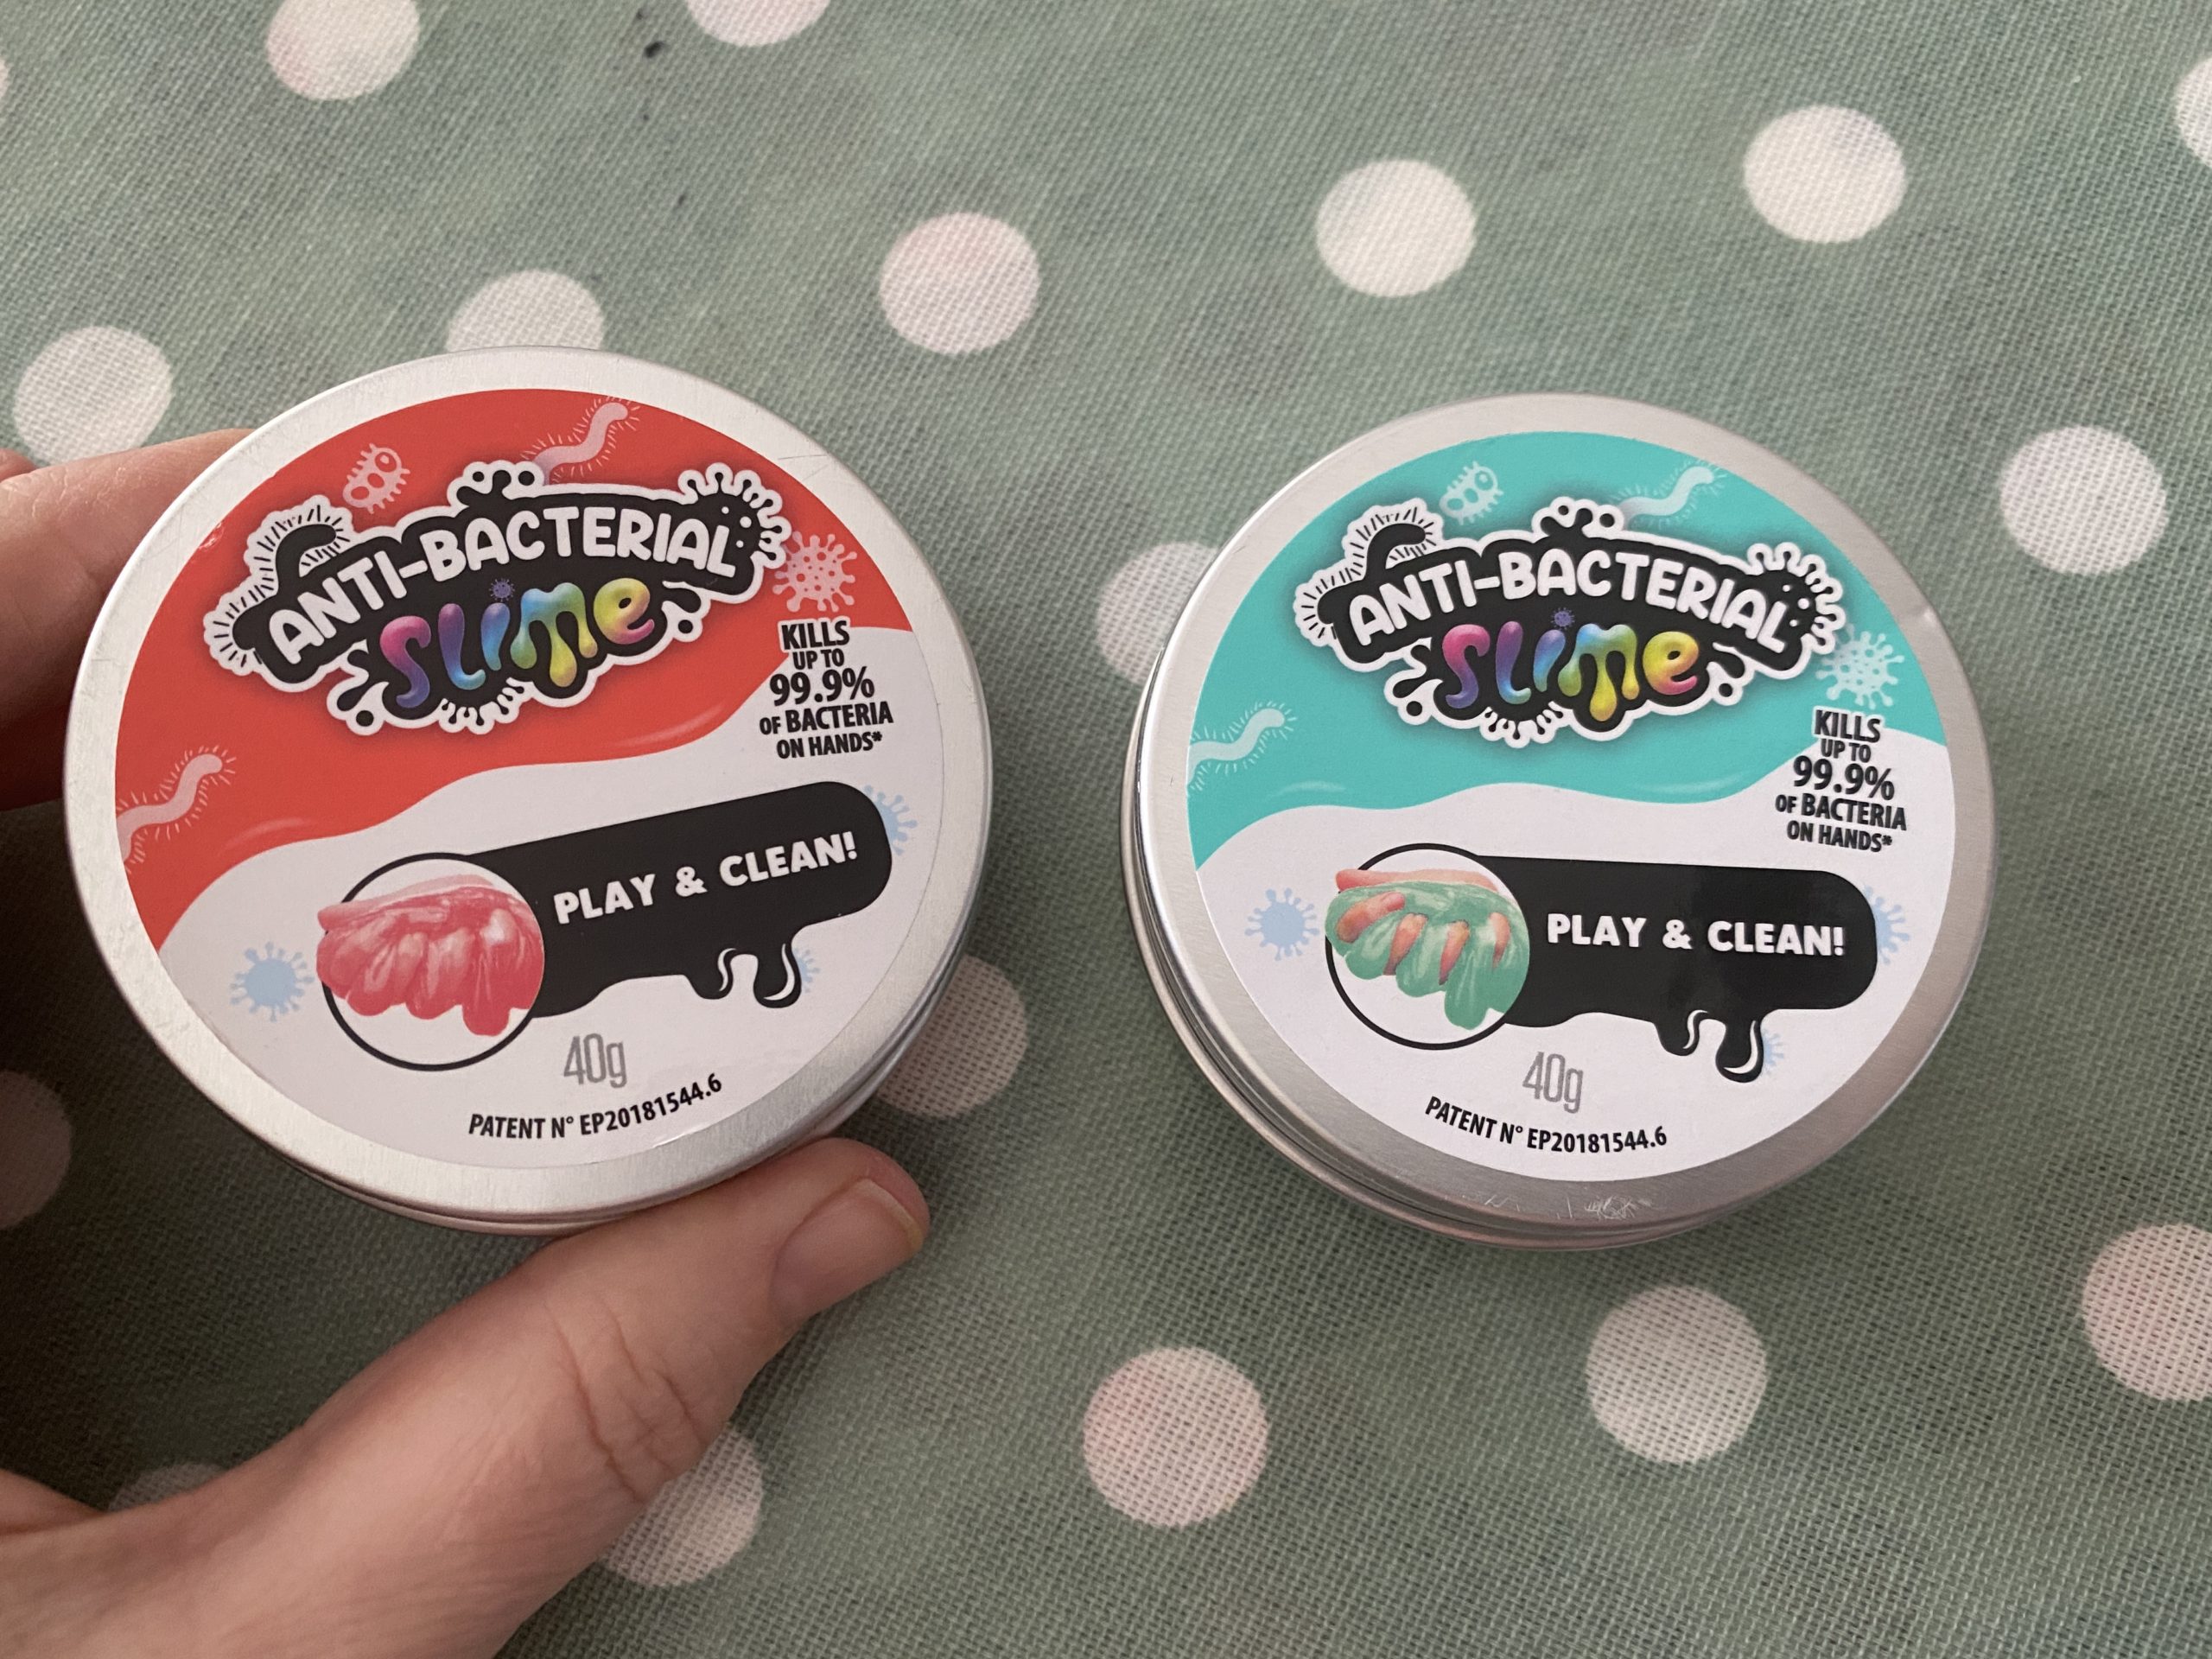 ANTI-BACTERIAL
SLIME
KILLS
UP TO
99.9%
OF BACTERIA
ON HANDS*
PLAY & CLEAN!
40g
PATENT N° EP20181544.6
ANTI-BACTERIAL
SLIME
KILLS
UP TO
99.9%
OF BACTERIA
ON HANDS*
PLAY & CLEAN!
40g
PATENT N° EP20181544.6